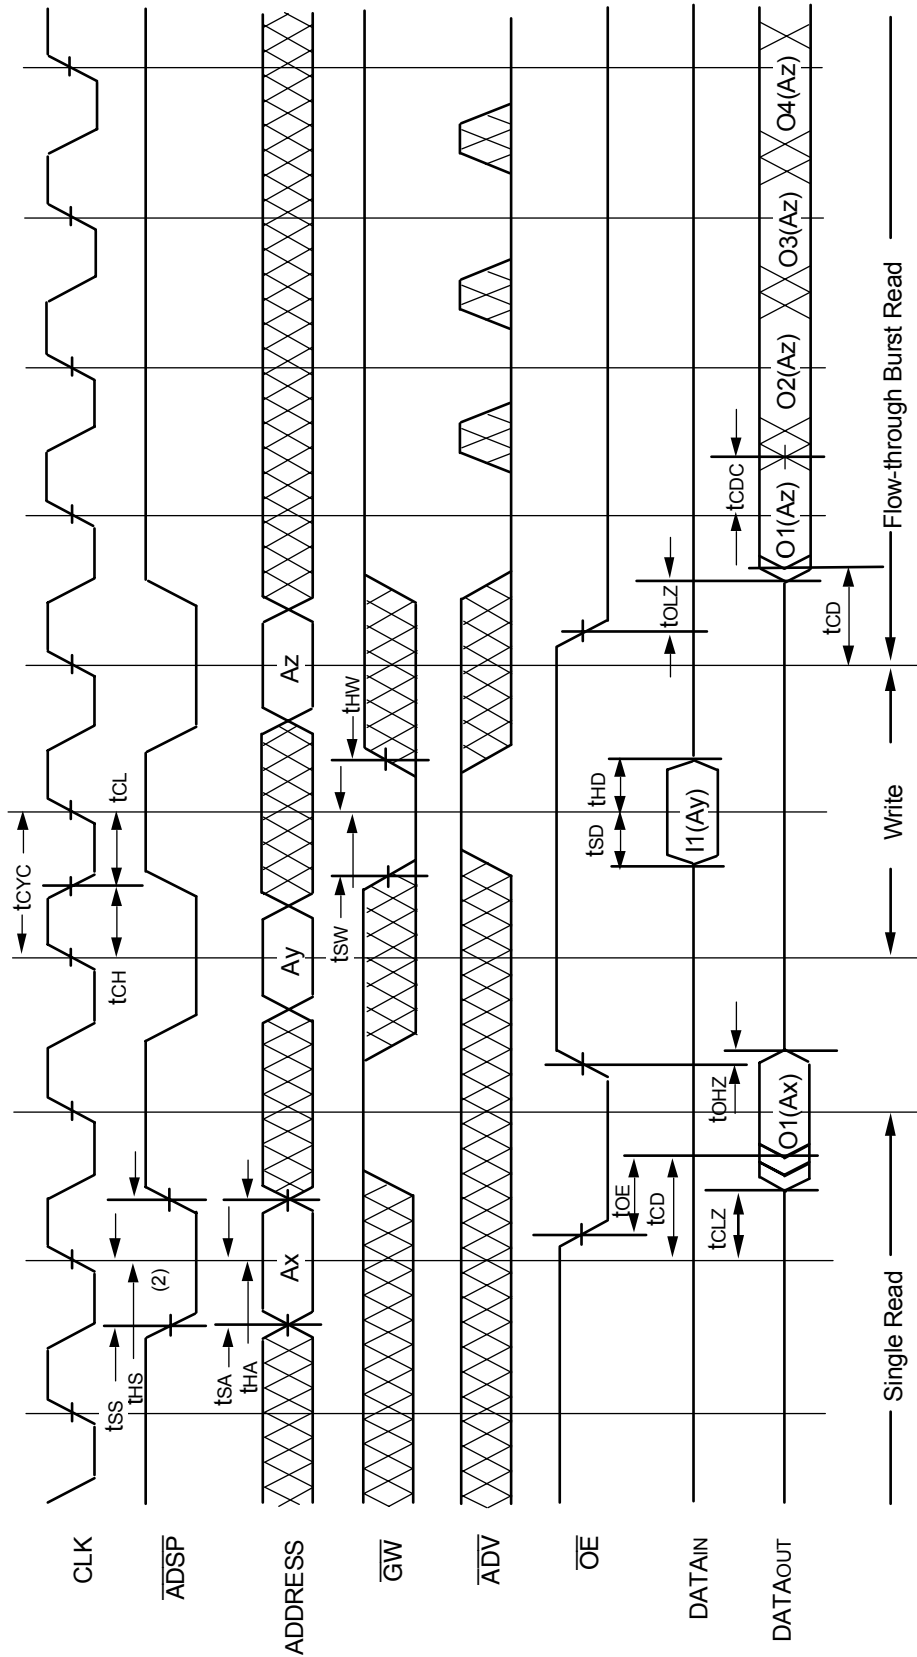 CLK
tCYC
tCH
tCL
tSS
tHS
(2)
ADSP
tSA
tHA
ADDRESS
Ax
Ay
Az
tSW
tHW
GW
ADV
OE
tOE
tCD
tOHZ
tSD
tHD
tOLZ
DATAIN
I1(Ay)
tCLZ
tCDC
DATAOUT
O1(Ax)
O1(Az)
O2(Az)
O3(Az)
O4(Az)
tCD
Single Read
Write
Flow-through Burst Read